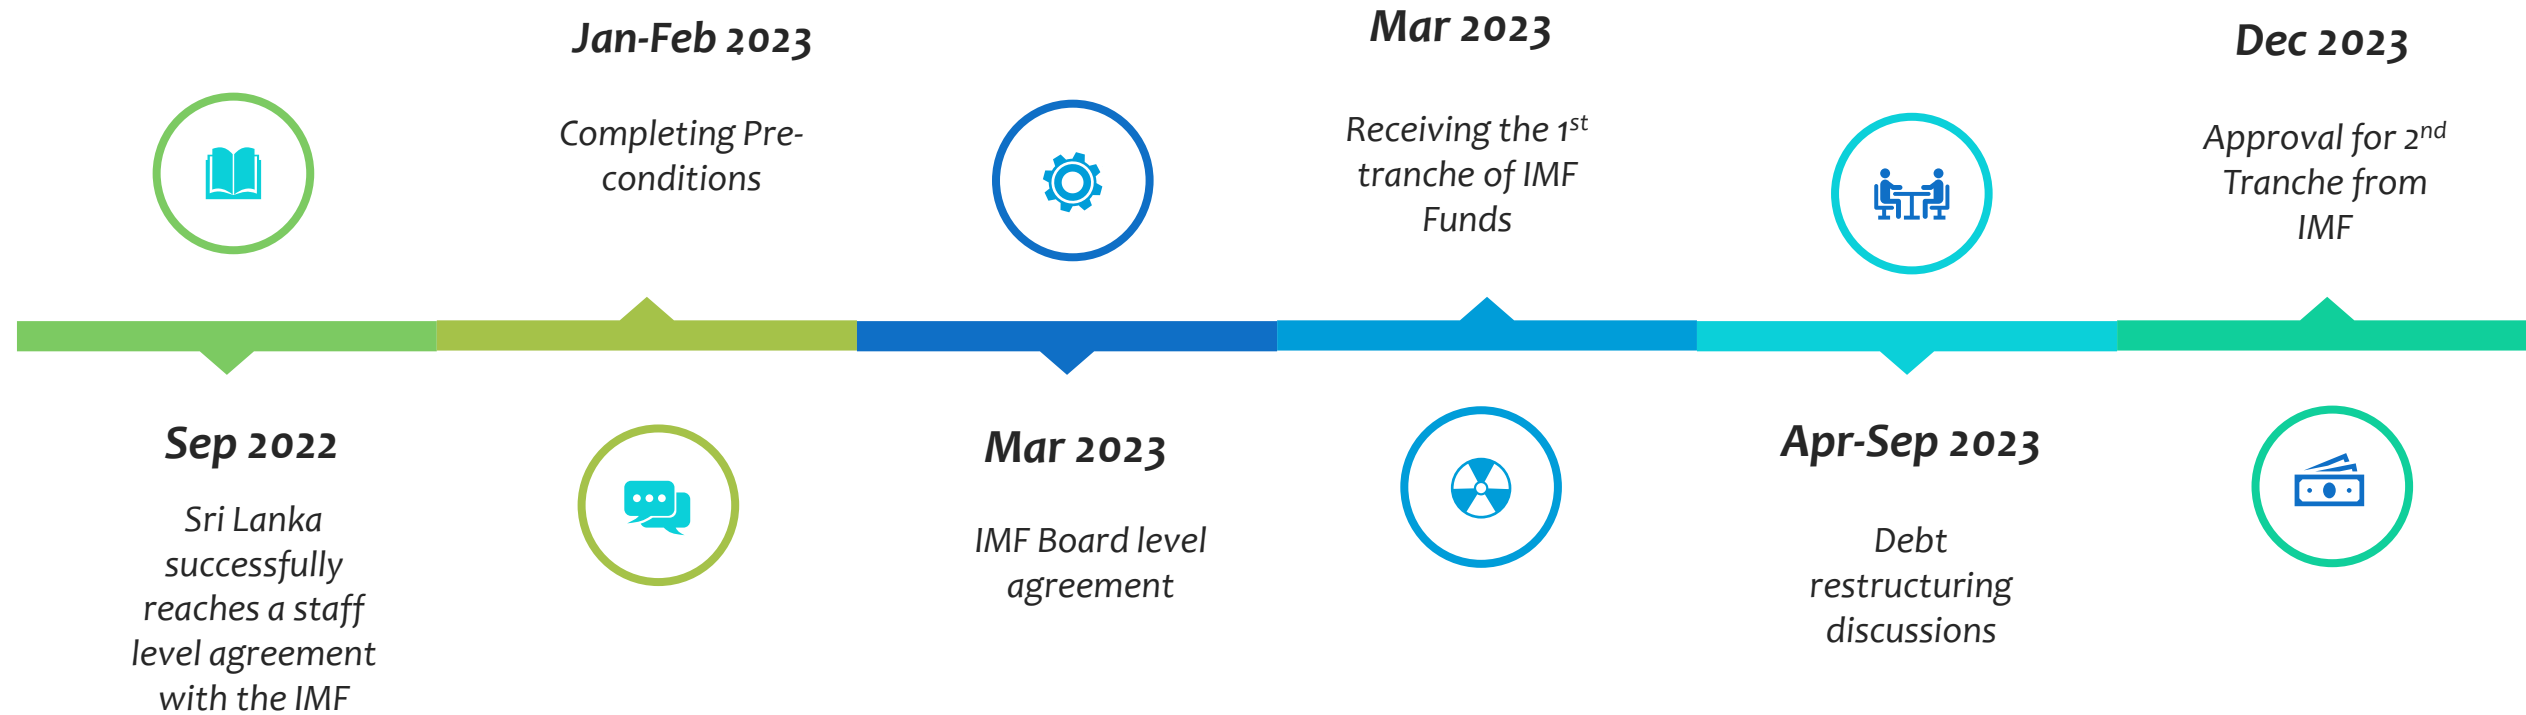 Sep 2022
Sri Lanka
successfully
reaches a staff
level agreement
with the IMF
Jan-Feb 2023
Completing Pre-
conditions
Mar 2023
IMF Board level
agreement
Mar 2023
Receiving the 1st
tranche of IMF
Funds
Apr-Sep 2023
Debt
restructuring
discussions
Dec 2023
Approval for 2nd
Tranche from
IMF